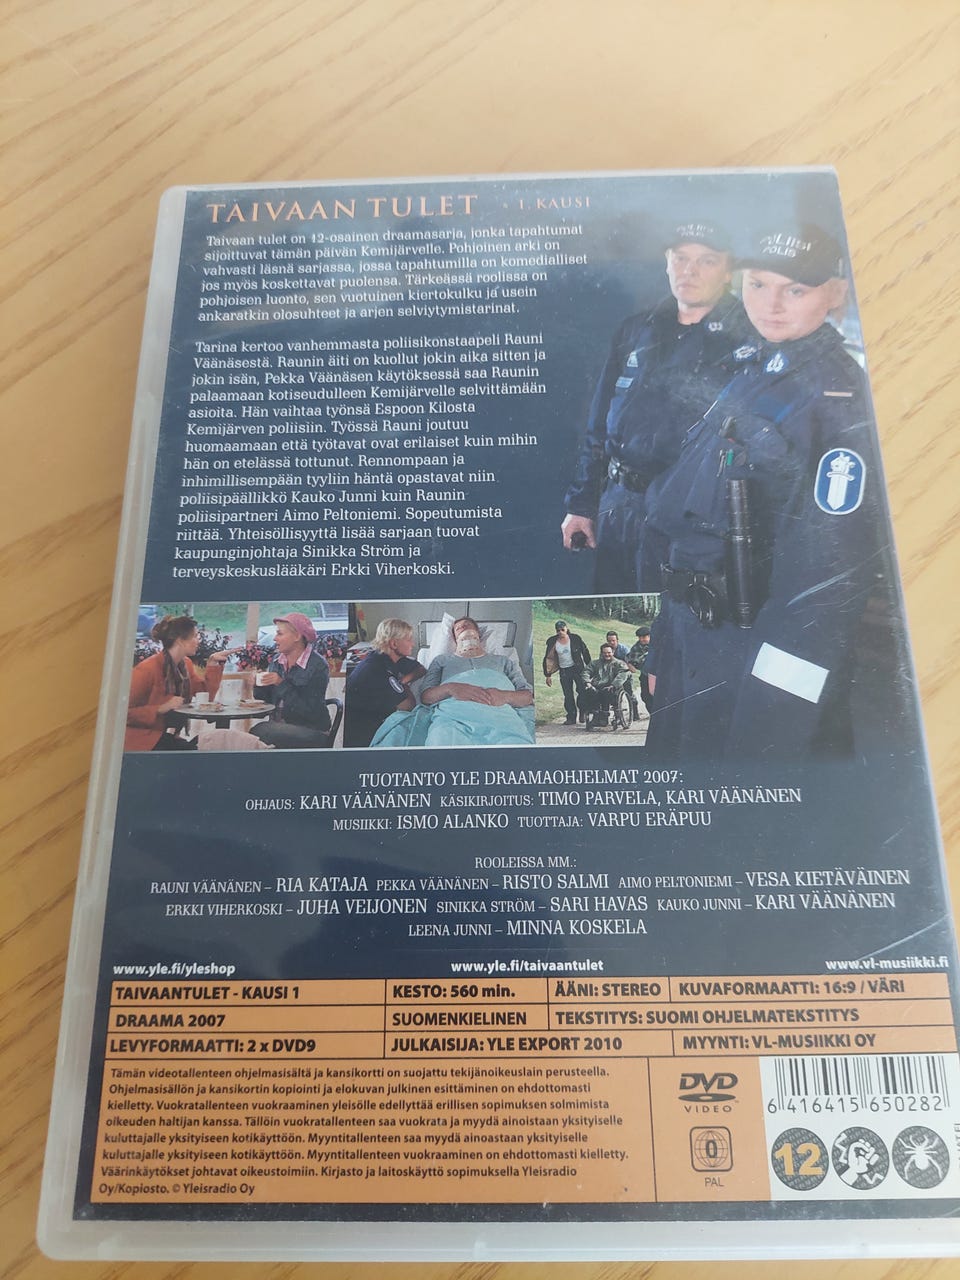 TAIVAAN TULET • 1. KAUSI
POLIISI
POLIS
POLIISI
POLIS
Taivaan tulet on 12-osainen draamasarja, jonka tapahtumat
sijoittuvat tämän päivän Kemijärvelle. Pohjoinen arki on
vahvasti läsnä sarjassa, jossa tapahtumilla on komedialliset
jos myös koskettavat puolensa. Tärkeässä roolissa on
pohjoisen luonto, sen vuotuinen kiertokulku ja usein
ankaratkin olosuhteet ja arjen selviytymistarinat.
Tarina kertoo vanhemmasta poliisikonstaapeli Rauni
Väänäsestä. Raunin äiti on kuollut jokin aika sitten ja
jokin isän, Pekka Väänäsen käytöksessä saa Raunin
palaamaan kotiseudulleen Kemijärvelle selvittämään
asioita. Hän vaihtaa työnsä Espoon Kilosta
Kemijärven poliisiin. Työssä Rauni joutuu
huomaamaan että työtavat ovat erilaiset kuin mihin
hän on etelässä tottunut. Rennompaan ja
inhimillisempään tyyliin häntä opastavat niin
poliisipäällikkö Kauko Junni kuin Raunin
poliisipartneri Aimo Peltoniemi. Sopeutumista
riittää. Yhteisöllisyyttä lisää sarjaan tuovat
kaupunginjohtaja Sinikka Ström ja
terveyskeskuslääkäri Erkki Viherkoski.
TUOTANTO YLE DRAAMAOHJELMAT 2007:
OHJAUS: KARI VÄÄNÄNEN KÄSIKIRJOITUS: TIMO PARVELA, KARI VÄÄNÄNEN
MUSIIKKI: ISMO ALANKO TUOTTAJA: VARPU ERÄPUU
ROOLEISSA MM.:
RAUNI VÄÄNÄNEN – RIA KATAJA PEKKA VÄÄNÄNEN – RISTO SALMI AIMO PELTONIEMI – VESA KIETÄVÄINEN
ERKKI VIHERKOSKI – JUHA VEIJONEN SINIKKA STRÖM – SARI HAVAS KAUKO JUNNI – KARI VÄÄNÄNEN
LEENA JUNNI – MINNA KOSKELA
www.yle.fi/yleshop www.yle.fi/taivaantulet www.vl-musiikki.fi
TAIVAANTULET - KAUSI 1 KESTO: 560 min. ÄÄNI: STEREO KUVAFORMAATTI: 16:9 / VÄRI
DRAAMA 2007 SUOMENKIELINEN TEKSTITYS: SUOMI OHJELMATEKSTITYS
LEVYFORMAATTI: 2 x DVD9 JULKAISIJA: YLE EXPORT 2010 MYYNTI: VL-MUSIIKKI OY
Tämän videotallenteen ohjelmasisältä ja kansikortti on suojattu tekijänoikeuslain perusteella.
Ohjelmasisällön ja kansikortin kopiointi ja elokuvan julkinen esittäminen on ehdottomasti
kielletty. Vuokratallenteen vuokraaminen yleisölle edellyttää erillisen sopimuksen solmimista
oikeuden haltijan kanssa. Tällöin vuokratallenteen saa vuokrata ja myydä ainoistaan yksityiselle
kuluttajalle yksityiseen kotikäyttöön. Myyntitallenteen saa myydä ainoastaan yksityiselle
kuluttajalle yksityiseen kotikäyttöön. Myyntitallenteen vuokraaminen on ehdottomasti kielletty.
Väärinkäytökset johtavat oikeustoimiin. Kirjasto ja laitoskäyttö sopimuksella Yleisradio
Oy/Kopiosto. © Yleisradio Oy
DVD
VIDEO
0
PAL
6 416415 650282
12